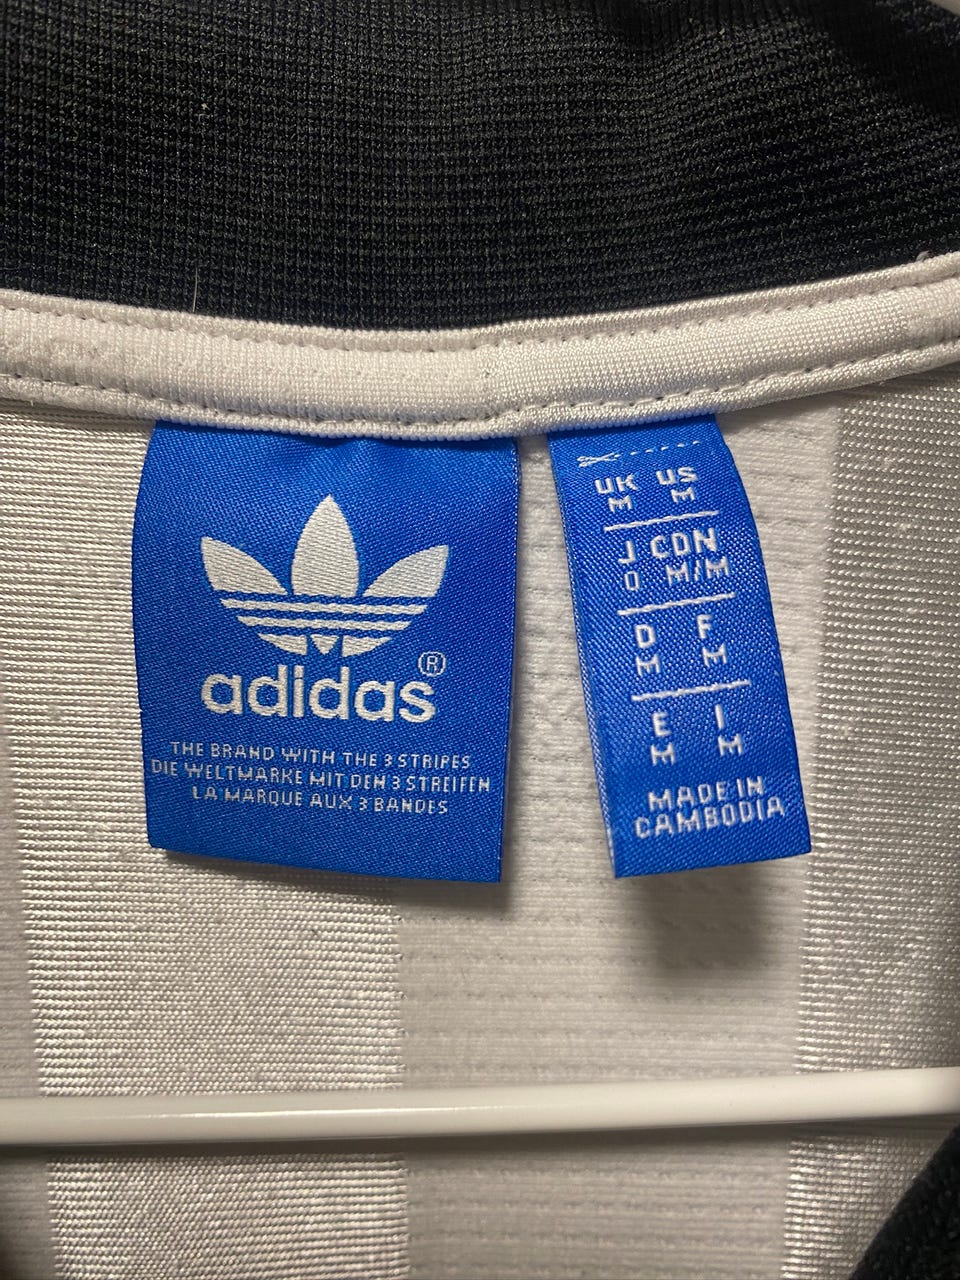 adidas®
THE BRAND WITH THE 3 STRIPES
DIE WELTMARKE MIT DEN 3 STREIFEN
LA MARQUE AUX 3 BANDES
UK US
M M
J CDN
O M/M
D F
M M
E I
M M
MADE IN
CAMBODIA